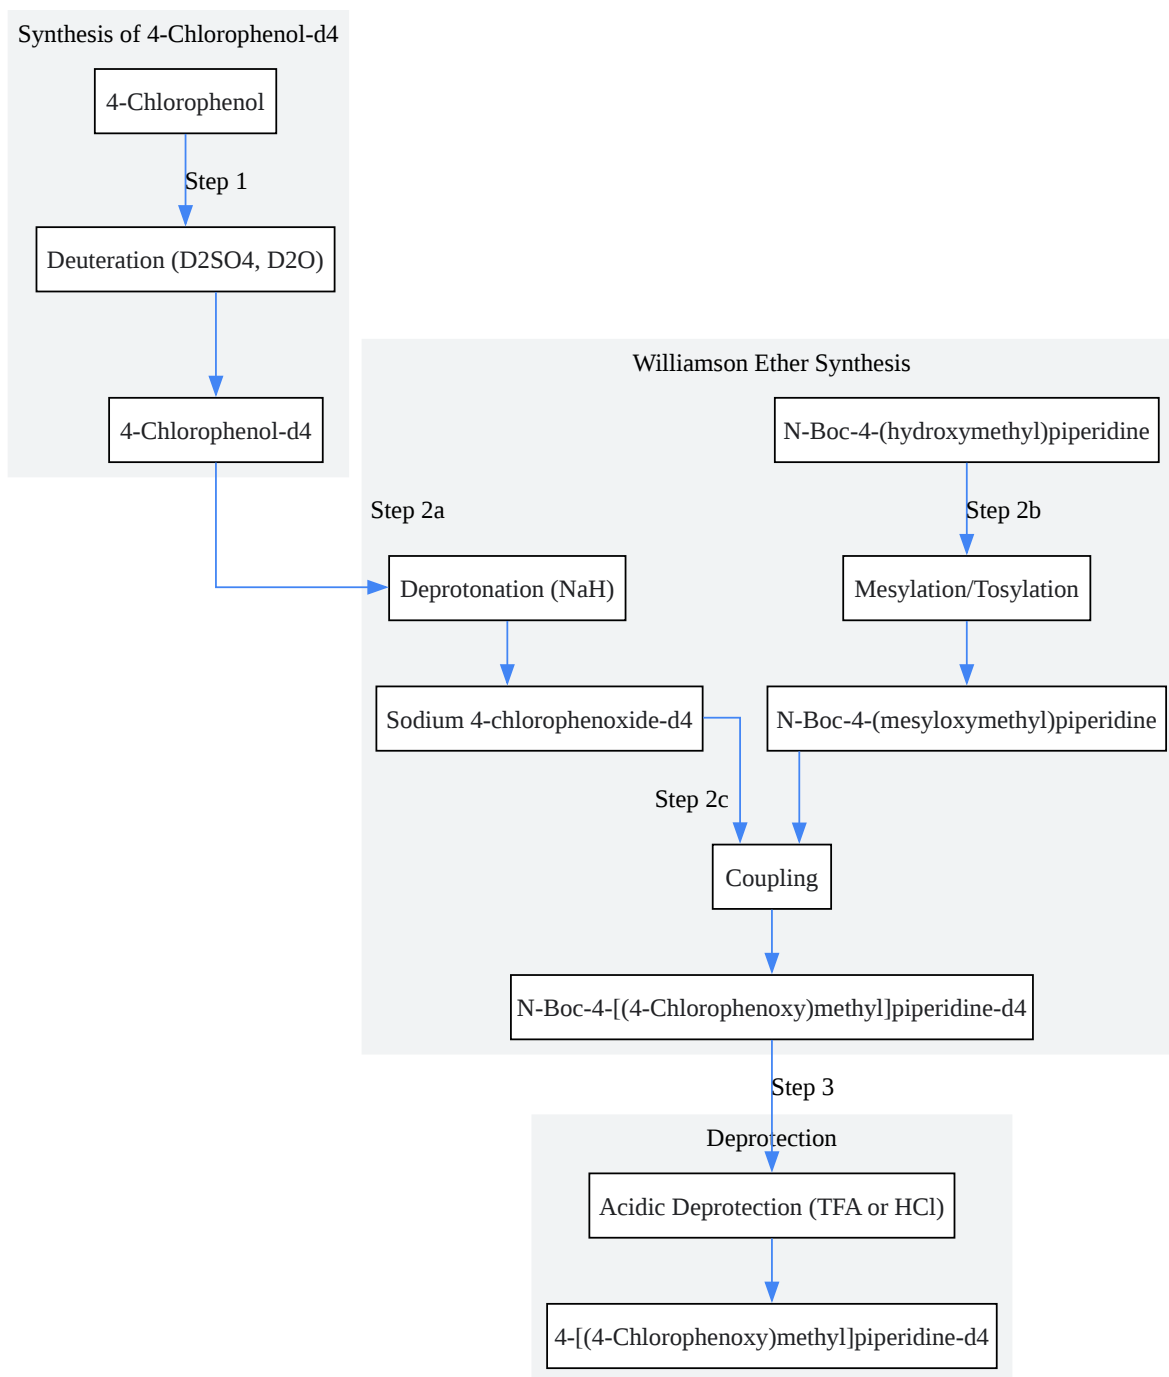 Synthesis of 4-Chlorophenol-d4
4-Chlorophenol
Step 1
Deuteration (D2SO4, D2O)
4-Chlorophenol-d4
Williamson Ether Synthesis
N-Boc-4-(hydroxymethyl)piperidine
Step 2a
Step 2b
Deprotonation (NaH)
Mesylation/Tosylation
Sodium 4-chlorophenoxide-d4
N-Boc-4-(mesyloxymethyl)piperidine
Step 2c
Coupling
N-Boc-4-[(4-Chlorophenoxy)methyl]piperidine-d4
Step 3
Deprotection
Acidic Deprotection (TFA or HCl)
4-[(4-Chlorophenoxy)methyl]piperidine-d4